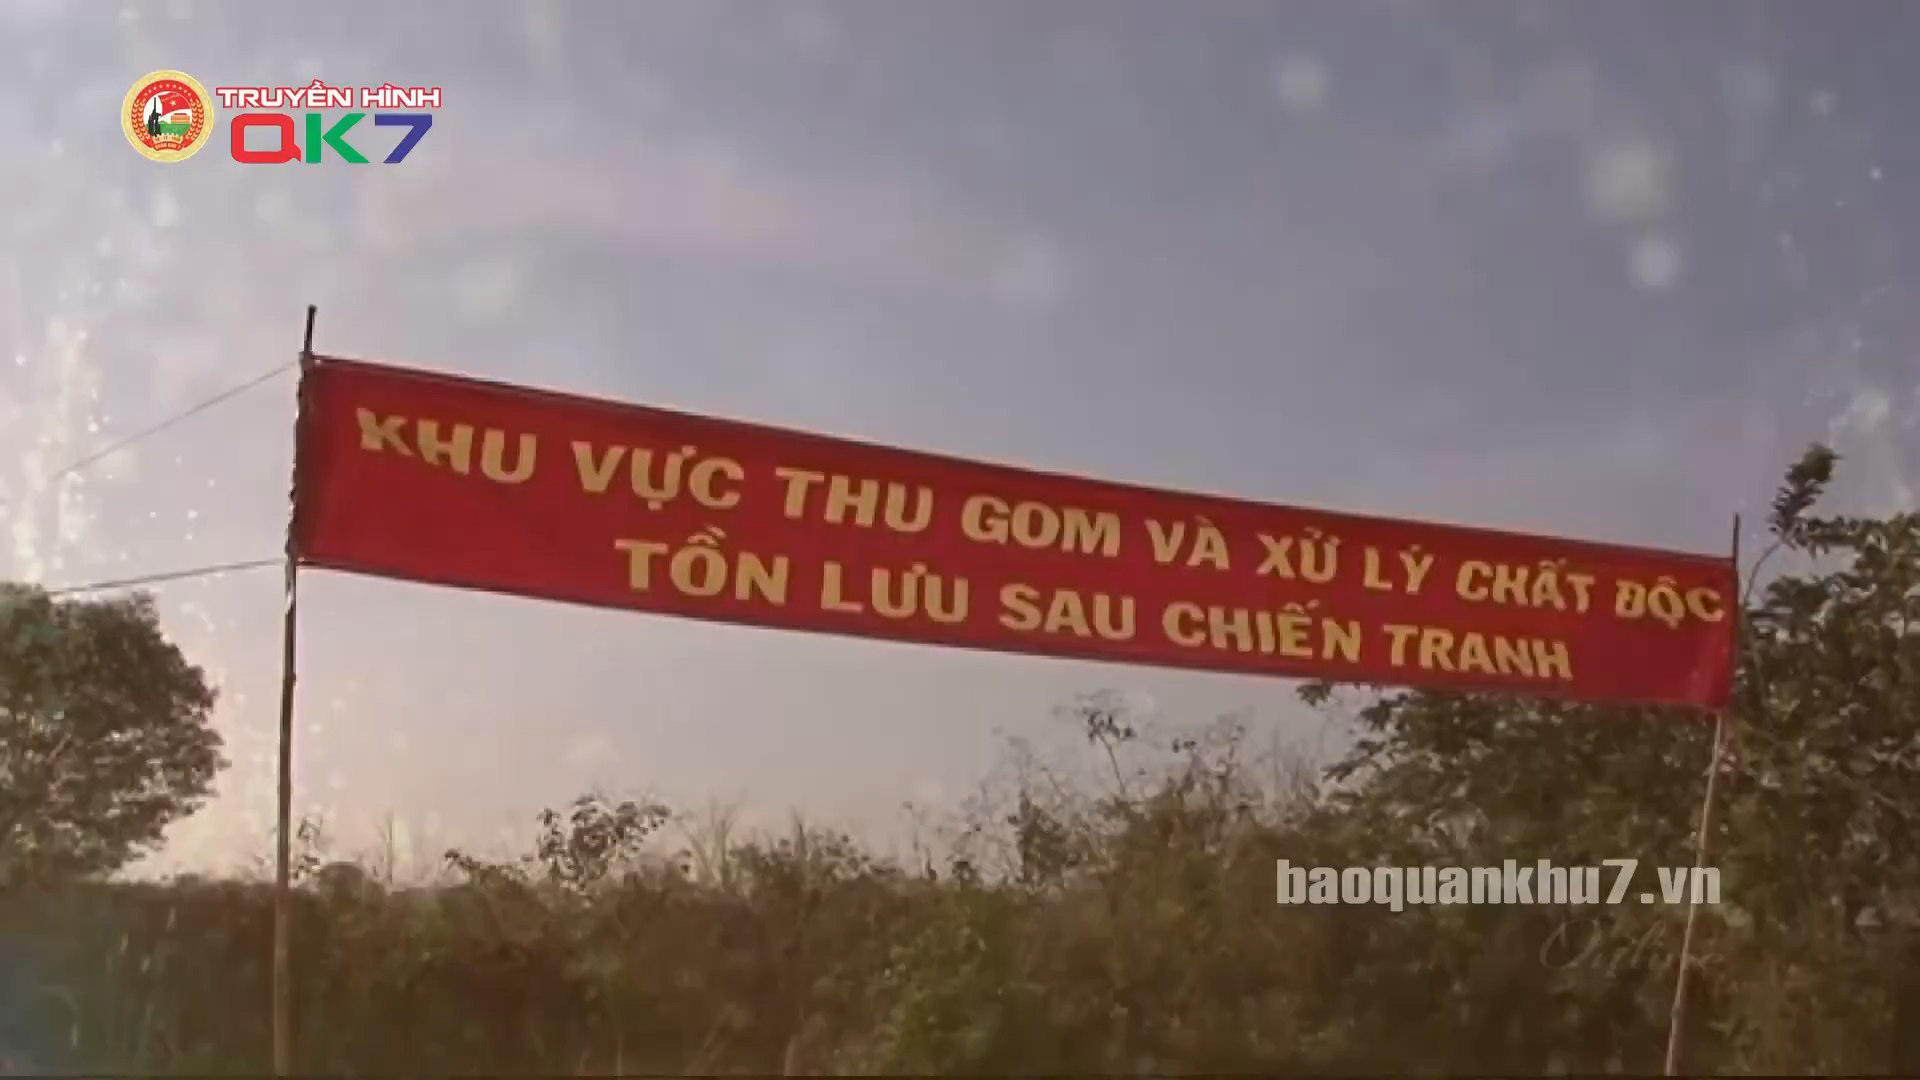 TRUYỀN HÌNH
QK7
KHU VỰC THU GOM VÀ XỬ LÝ CHẤT ĐỘC
TỒN LƯU SAU CHIẾN TRANH
baoquankhu7.vn
Online